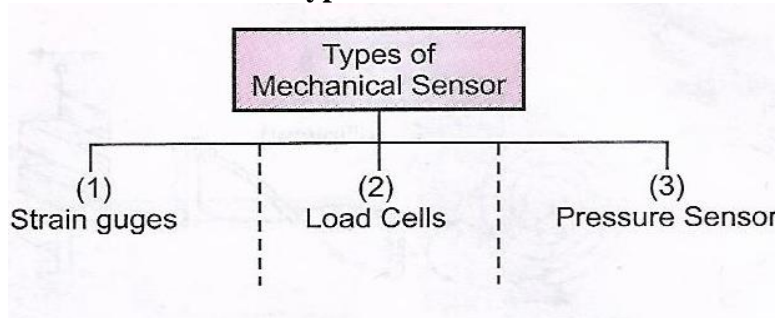 Types of
Mechanical Sensor
(1)
Strain guges
(2)
Load Cells
(3)
Pressure Sensor